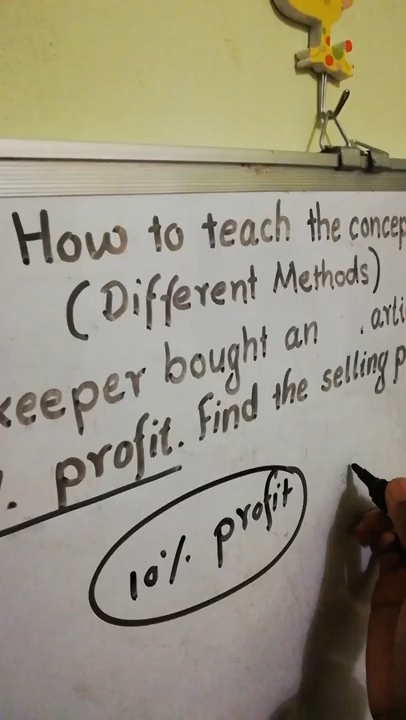 How to teach the concep
(Different Methods)
keeper bought an arti
%. profit. Find the selling p
10% profit